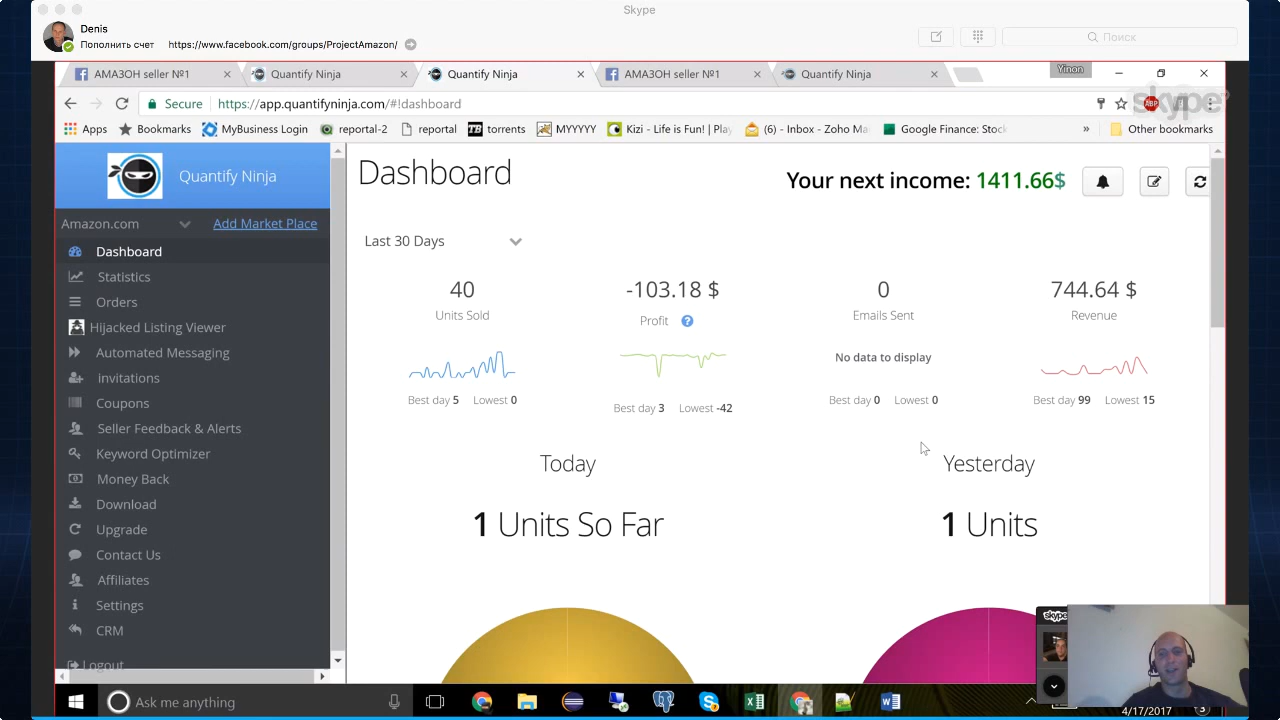 Skype
Denis
Пополнить счет https://www.facebook.com/groups/ProjectAmazon/
Поиск
АМАЗОН seller №1
Quantify Ninja
Quantify Ninja
АМАЗОН seller №1
Quantify Ninja
Yinon
Secure https://app.quantifyninja.com/#!dashboard
ABP
skype
Apps Bookmarks MyBusiness Login reportal-2 reportal torrents MYYYYY Kizi - Life is Fun! | Play (6) - Inbox - Zoho Ma Google Finance: Stock » Other bookmarks
Quantify Ninja
Amazon.com Add Market Place
Dashboard
Statistics
Orders
Hijacked Listing Viewer
Automated Messaging
invitations
Coupons
Seller Feedback & Alerts
Keyword Optimizer
Money Back
Download
Upgrade
Contact Us
Affiliates
Settings
CRM
Logout
Dashboard
Your next income: 1411.66$
Last 30 Days
40
Units Sold
Best day 5 Lowest 0
-103.18 $
Profit ?
Best day 3 Lowest -42
0
Emails Sent
No data to display
Best day 0 Lowest 0
744.64 $
Revenue
Best day 99 Lowest 15
Today
1 Units So Far
Yesterday
1 Units
skype
Ask me anything
4/17/2017
3